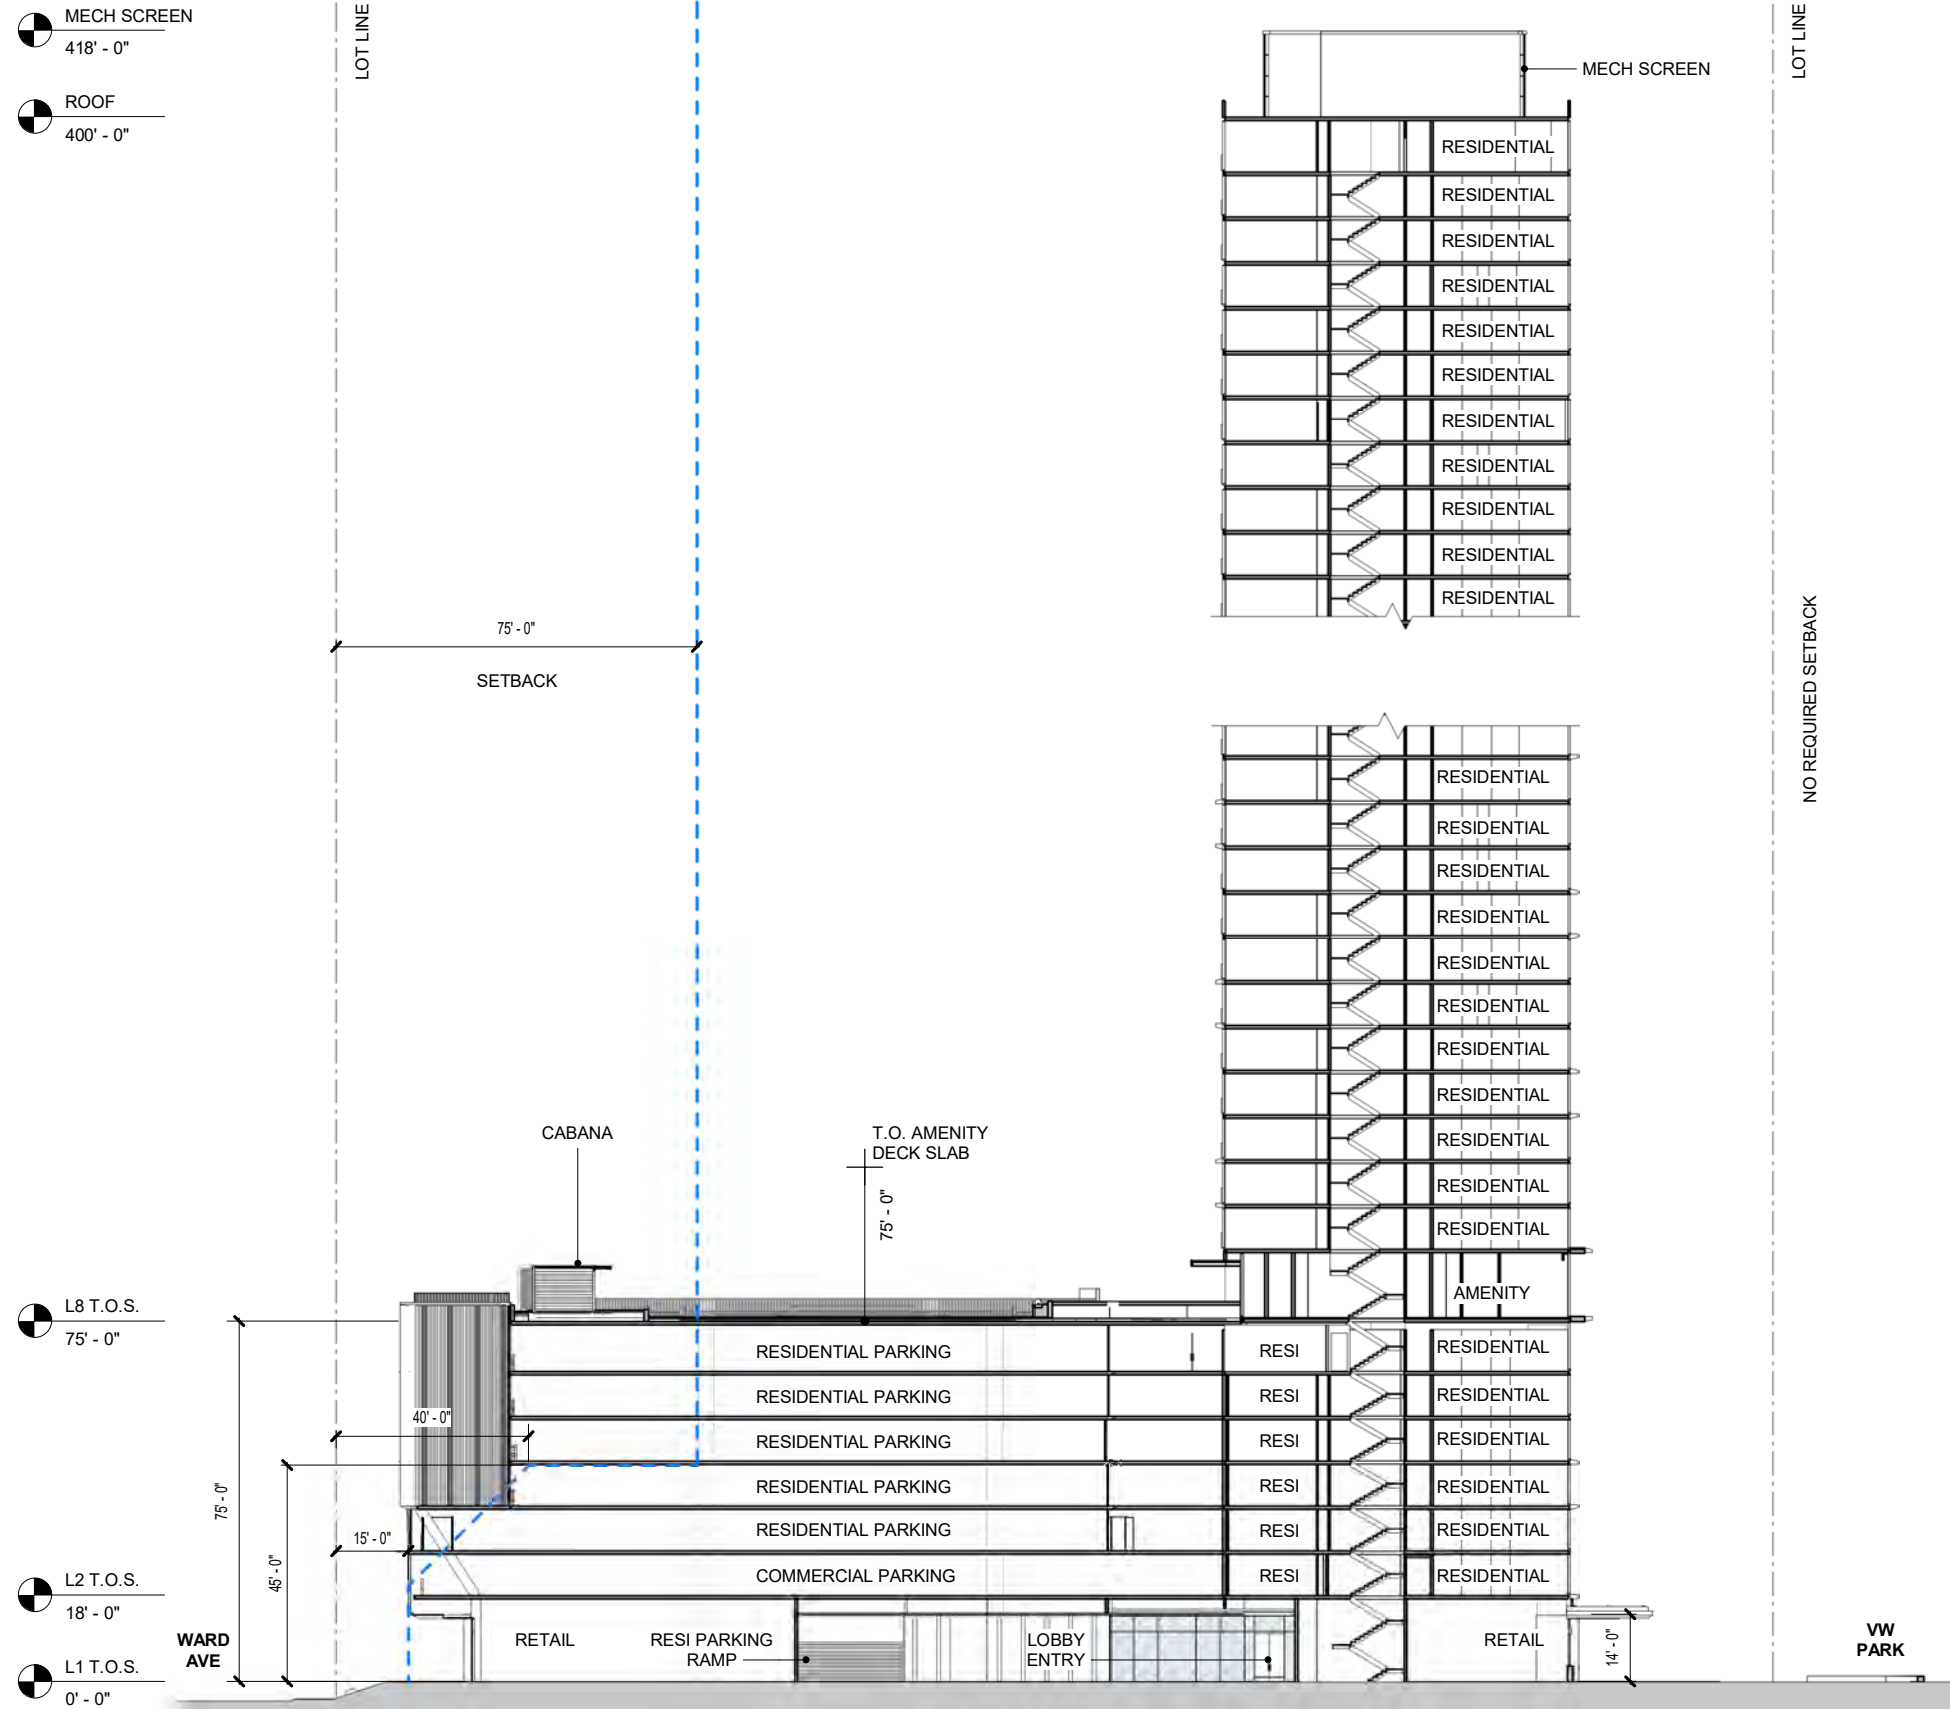 MECH SCREEN
418' - 0"
ROOF
400' - 0"
LOT LINE
LOT LINE
MECH SCREEN
RESIDENTIAL
RESIDENTIAL
RESIDENTIAL
RESIDENTIAL
RESIDENTIAL
RESIDENTIAL
RESIDENTIAL
RESIDENTIAL
RESIDENTIAL
RESIDENTIAL
RESIDENTIAL
75' - 0"
SETBACK
NO REQUIRED SETBACK
RESIDENTIAL
RESIDENTIAL
RESIDENTIAL
RESIDENTIAL
RESIDENTIAL
RESIDENTIAL
RESIDENTIAL
RESIDENTIAL
RESIDENTIAL
RESIDENTIAL
RESIDENTIAL
CABANA
T.O. AMENITY
DECK SLAB
75' - 0"
AMENITY
L8 T.O.S.
75' - 0"
RESIDENTIAL PARKING
RESI
RESIDENTIAL
RESIDENTIAL PARKING
RESI
RESIDENTIAL
40' - 0"
RESIDENTIAL PARKING
RESI
RESIDENTIAL
75' - 0"
RESIDENTIAL PARKING
RESI
RESIDENTIAL
15' - 0"
RESIDENTIAL PARKING
RESI
RESIDENTIAL
45' - 0"
COMMERCIAL PARKING
RESI
RESIDENTIAL
L2 T.O.S.
18' - 0"
WARD
AVE
RETAIL
RESI PARKING
RAMP
LOBBY
ENTRY
RETAIL
14' - 0"
VW
PARK
L1 T.O.S.
0' - 0"